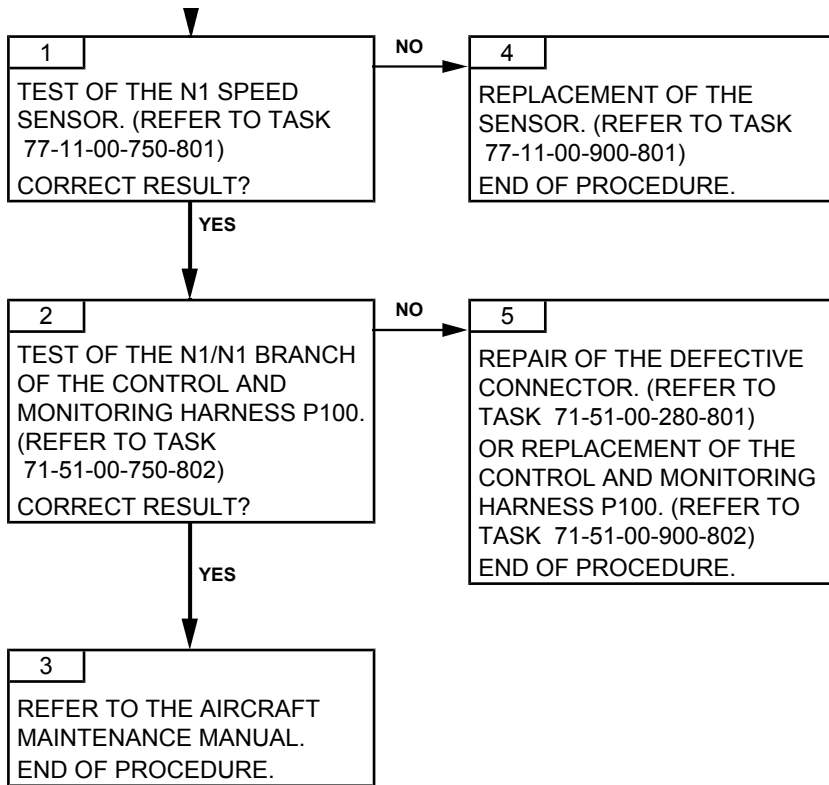 1
TEST OF THE N1 SPEED
SENSOR. (REFER TO TASK
77-11-00-750-801)
CORRECT RESULT?
NO
4
REPLACEMENT OF THE
SENSOR. (REFER TO TASK
77-11-00-900-801)
END OF PROCEDURE.
YES
2
TEST OF THE N1/N1 BRANCH
OF THE CONTROL AND
MONITORING HARNESS P100.
(REFER TO TASK
71-51-00-750-802)
CORRECT RESULT?
NO
5
REPAIR OF THE DEFECTIVE
CONNECTOR. (REFER TO
TASK 71-51-00-280-801)
OR REPLACEMENT OF THE
CONTROL AND MONITORING
HARNESS P100. (REFER TO
TASK 71-51-00-900-802)
END OF PROCEDURE.
YES
3
REFER TO THE AIRCRAFT
MAINTENANCE MANUAL.
END OF PROCEDURE.